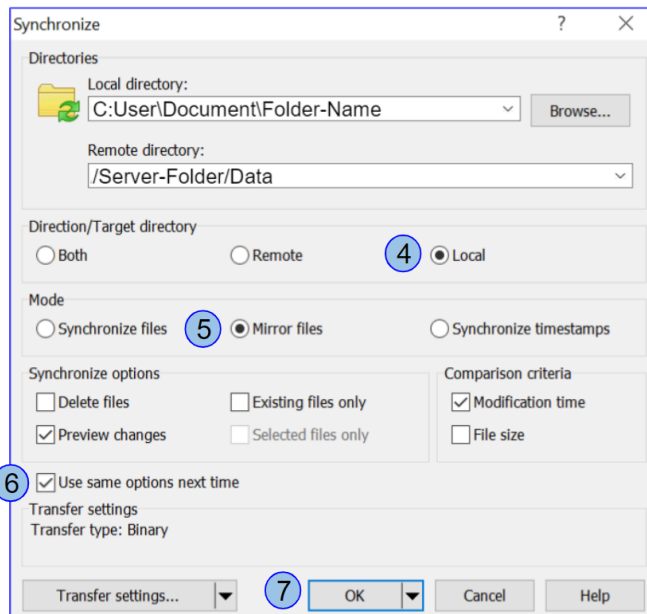 Synchronize ?
Directories
Local directory:
C:User\Document\Folder-Name
Browse...
Remote directory:
/Server-Folder/Data
Direction/Target directory
Both Remote 4 Local
Mode
Synchronize files 5 Mirror files Synchronize timestamps
Synchronize options Comparison criteria
Delete files Existing files only Modification time
Preview changes Selected files only File size
6 Use same options next time
Transfer settings
Transfer type: Binary
Transfer settings... 7 OK Cancel Help